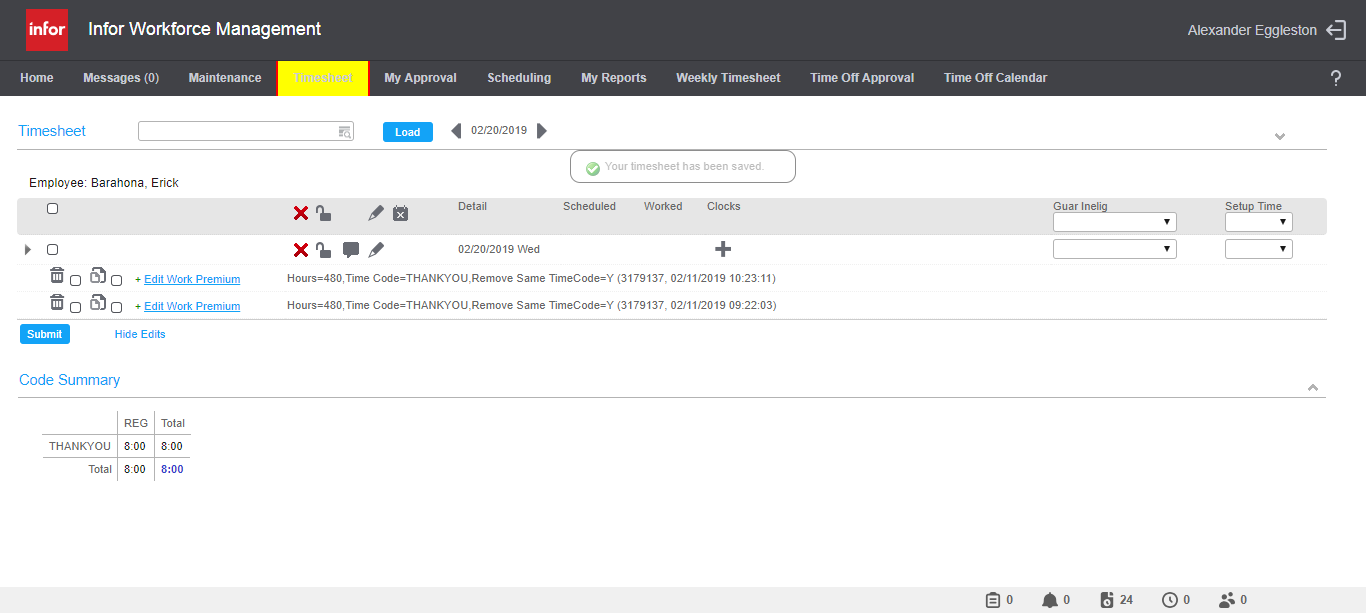 infor Infor Workforce Management Alexander Eggleston
Home Messages (0) Maintenance Timesheet My Approval Scheduling My Reports Weekly Timesheet Time Off Approval Time Off Calendar ?
Timesheet Load 02/20/2019
Your timesheet has been saved.
Employee: Barahona, Erick
Detail Scheduled Worked Clocks Guar Inelig Setup Time
02/20/2019 Wed
+ Edit Work Premium Hours=480,Time Code=THANKYOU,Remove Same TimeCode=Y (3179137, 02/11/2019 10:23:11)
+ Edit Work Premium Hours=480,Time Code=THANKYOU,Remove Same TimeCode=Y (3179137, 02/11/2019 09:22:03)
Submit Hide Edits
Code Summary
REG Total
THANKYOU 8:00 8:00
Total 8:00 8:00
0 0 24 0 0